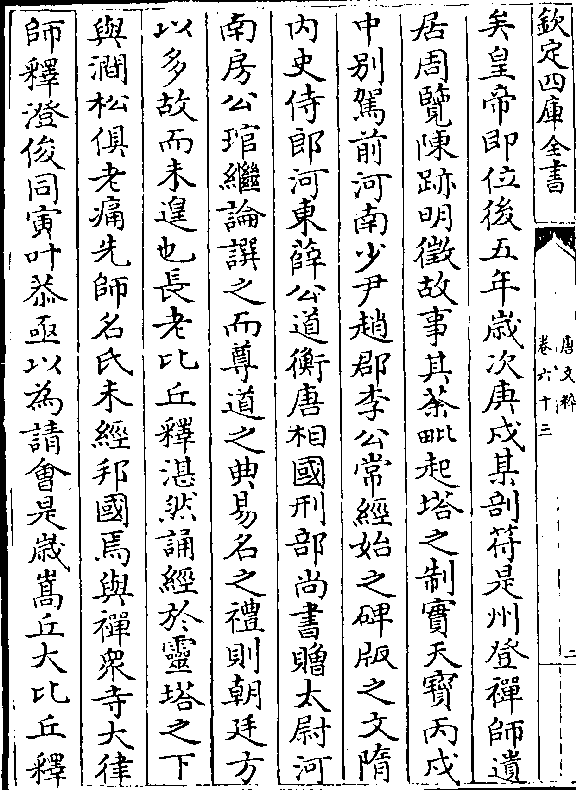 欽定四庫全書
唐文粹
卷六十三
二
矣皇帝即位後五年歲次庚戍某剖符是州登禪師遺
居周覽陳跡明徵故事其荼毗起塔之制實天寳丙戍
中别駕前河南少尹趙郡李公常經始之碑版之文隋
内史侍郎河東薛公道衡唐相國刑部尚書贈太尉河
南房公琯繼論譔之而尊道之典易名之禮則朝廷方
以多故而未遑也長老比丘釋湛然誦經於靈塔之下
與澗松俱老痛先師名氏未經邦國焉與禪衆寺大律
師釋澄俊同寅叶恭亟以為請會是歲嵩丘大比丘釋